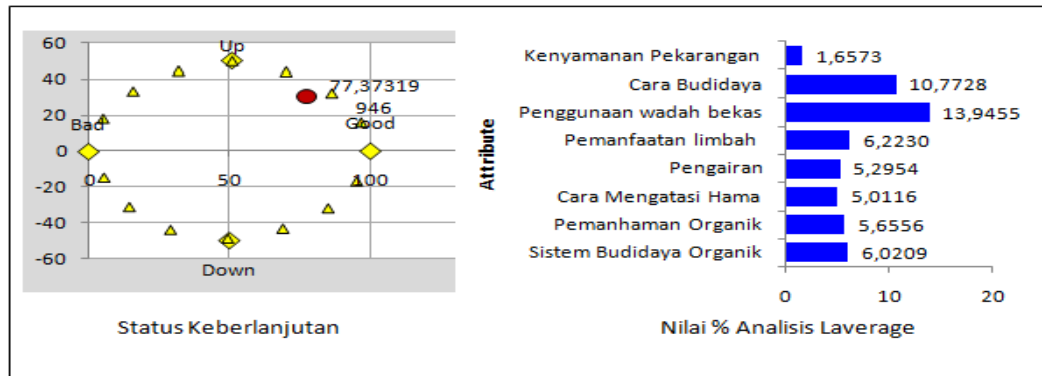 60
Up
40
77,37319
20
946
Bad
Good
0
0
50
100
-20
-40
-60
Down
Status Keberlanjutan
Attribute
Kenyamanan Pekarangan
1,6573
Cara Budidaya
10,7728
Penggunaan wadah bekas
13,9455
Pemanfaatan limbah
6,2230
Pengairan
5,2954
Cara Mengatasi Hama
5,0116
Pemanhaman Organik
5,6556
Sistem Budidaya Organik
6,0209
0
10
20
Nilai % Analisis Laverage